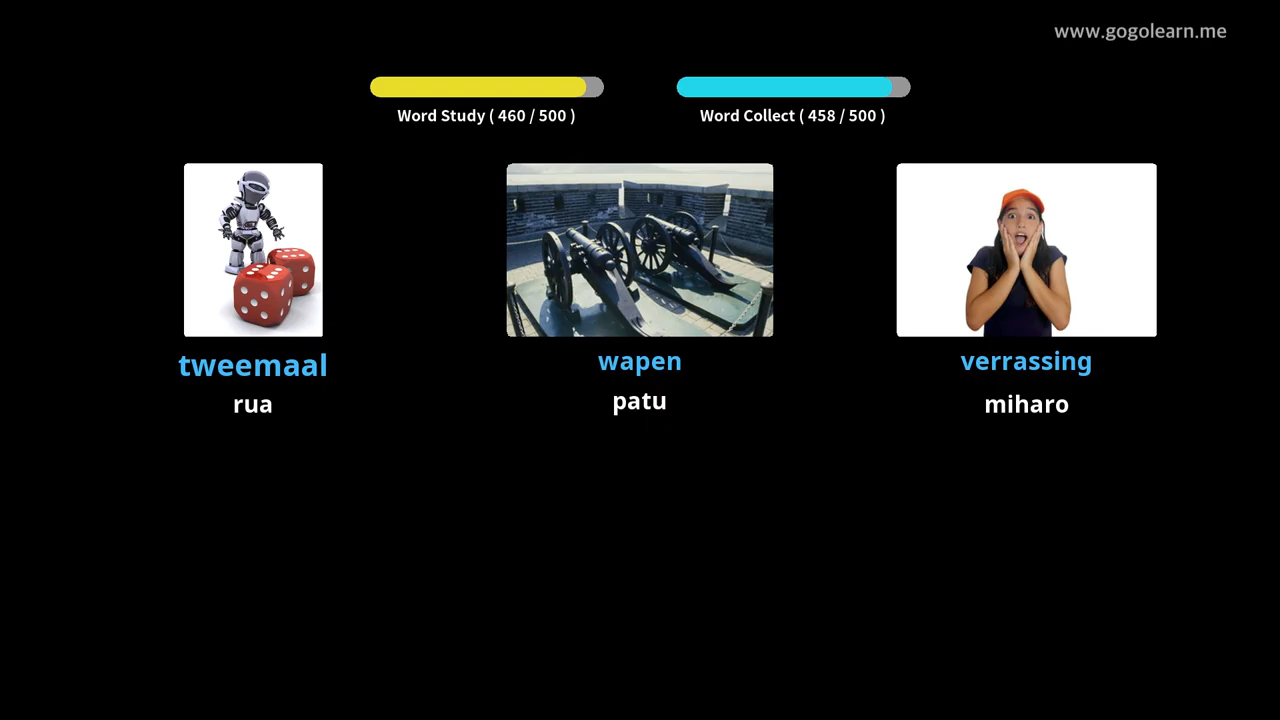 www.gogolearn.me
Word Study ( 460 / 500 )
Word Collect ( 458 / 500 )
tweemaal
rua
wapen
patu
verrassing
miharo